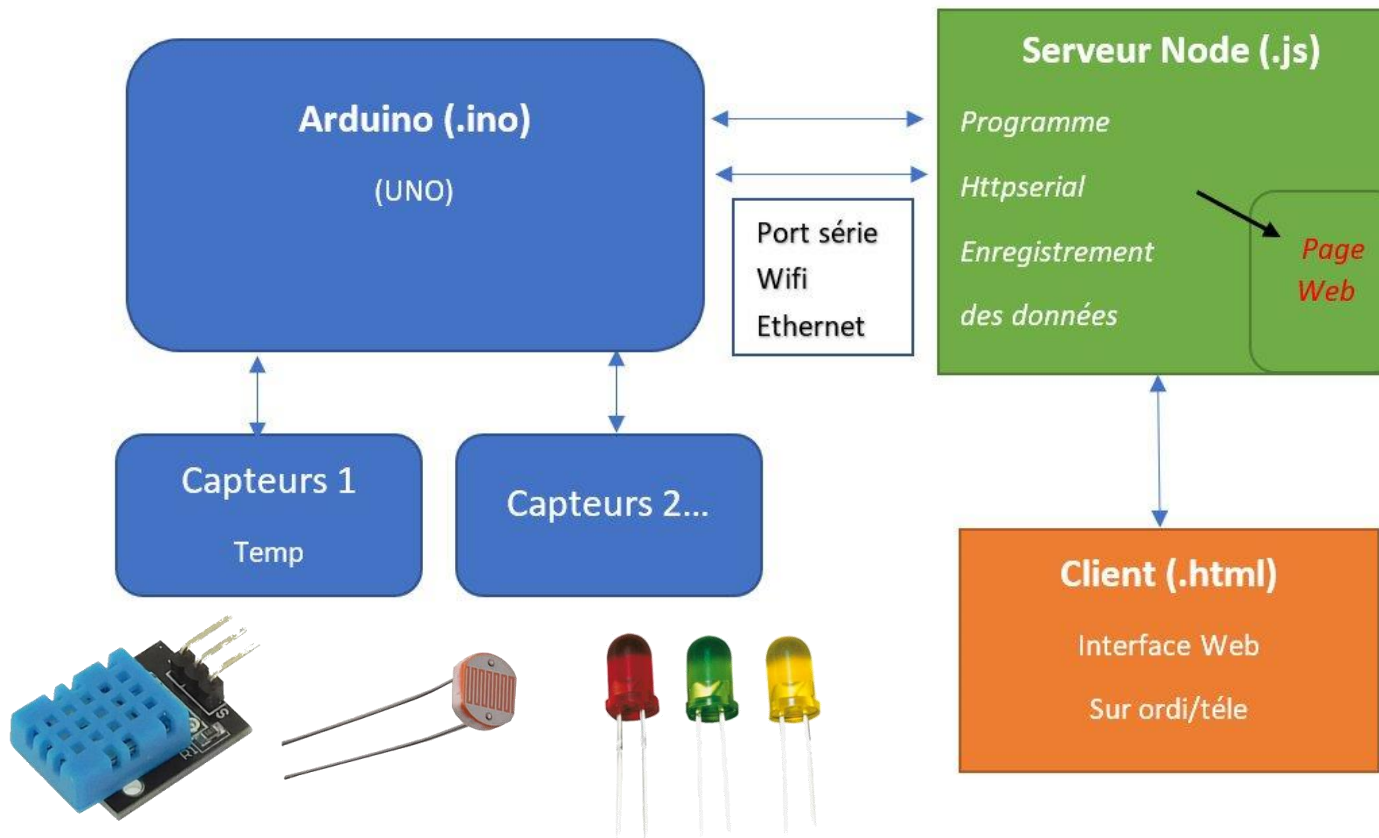 Arduino (.ino)
(UNO)
Port série
Wifi
Ethernet
Serveur Node (.js)
Programme
Httpserial
Enregistrement
des données
Page
Web
Capteurs 1
Temp
Capteurs 2...
Client (.html)
Interface Web
Sur ordi/téle
S
R1